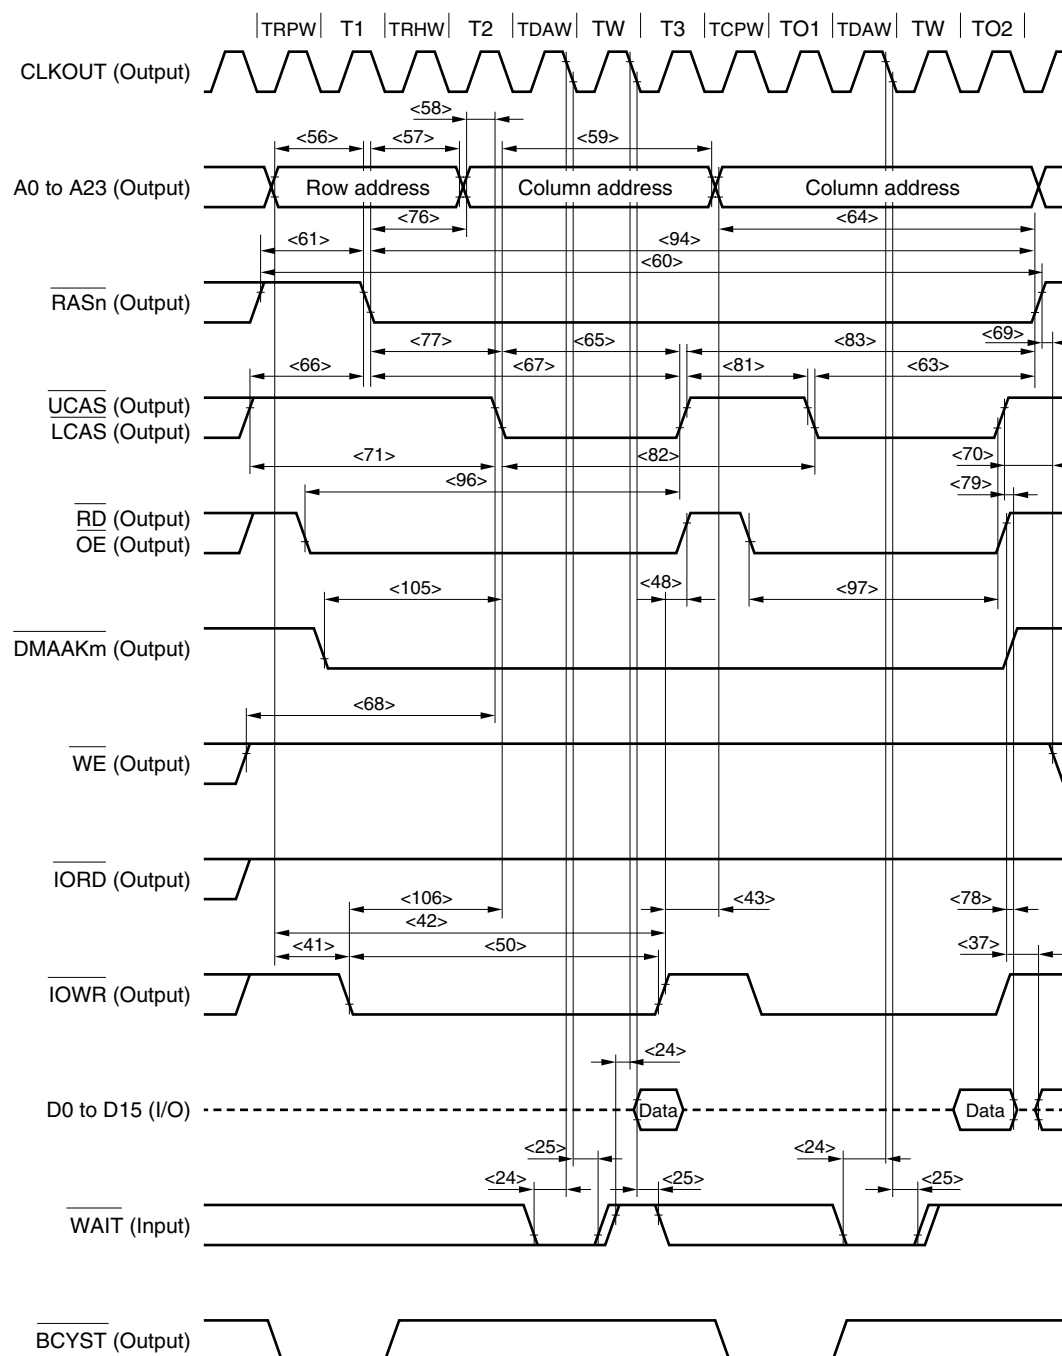 TRPW T1 TRHW T2 TDAW TW T3 TCPW TO1 TDAW TW TO2
CLKOUT (Output)
<58>
<56> <57> <59>
A0 to A23 (Output) Row address Column address Column address
<76> <64>
<61> <94>
<60>
RASn (Output)
<69>
<77> <65> <83>
<66> <67> <81> <63>
UCAS (Output)
LCAS (Output)
<71> <82> <70>
<96> <79>
RD (Output)
OE (Output)
<105> <48> <97>
DMAAKm (Output)
<68>
WE (Output)
IORD (Output)
<106> <43> <78>
<42>
<41> <50> <37>
IOWR (Output)
<24>
D0 to D15 (I/O) Data Data
<25> <24>
<24> <25> <25>
WAIT (Input)
BCYST (Output)